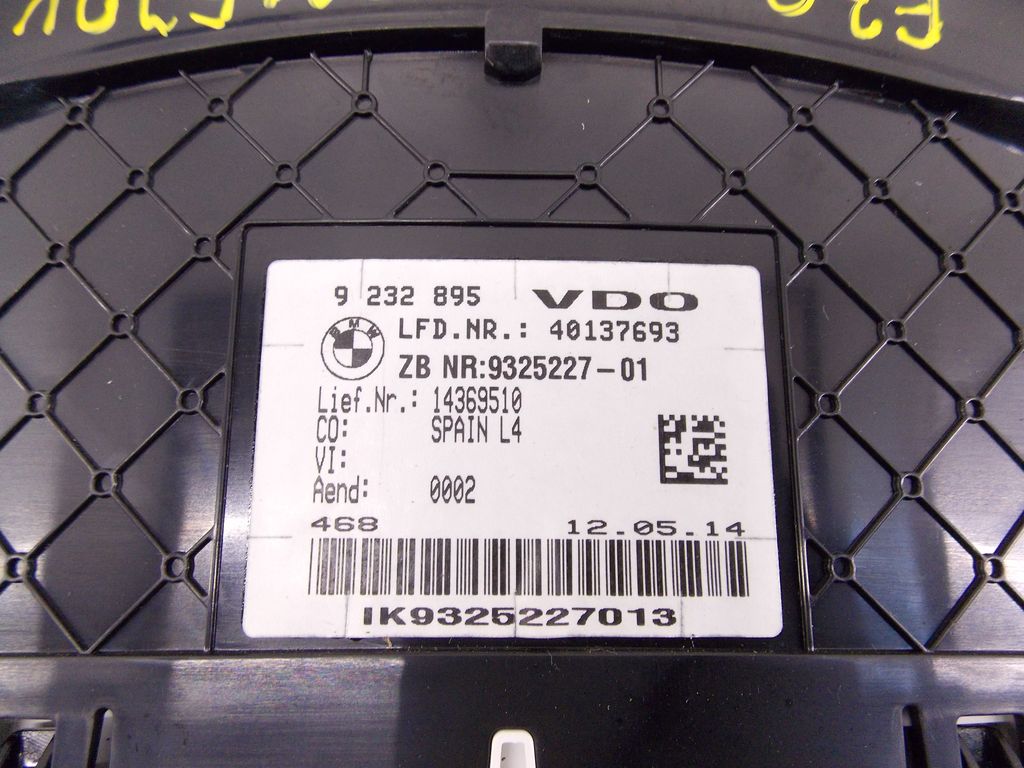 9 232 895 VDO
BMW
LFD.NR.: 40137693
ZB NR:9325227-01
Lief.Nr.: 14369510
CO: SPAIN L4
VI:
Aend: 0002
468 12.05.14
IK9325227013